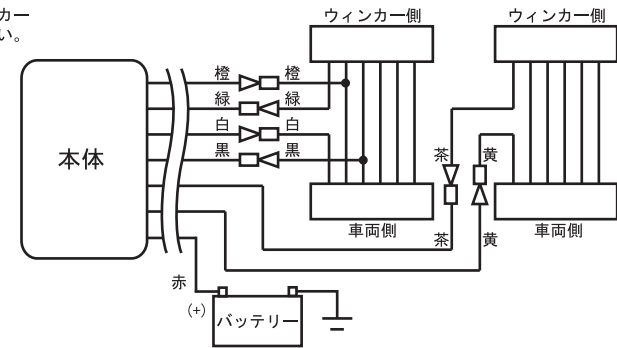 カー
い。
ウィンカー側
ウィンカー側
橙
橙
緑
緑
白
白
黒
黒
本体
茶
黄
車両側
車両側
茶
黄
赤
(+)
バッテリー